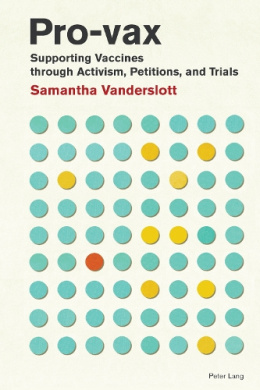 Pro-vax
Supporting Vaccines
through Activism, Petitions, and Trials
Samantha Vanderslott
Peter Lang